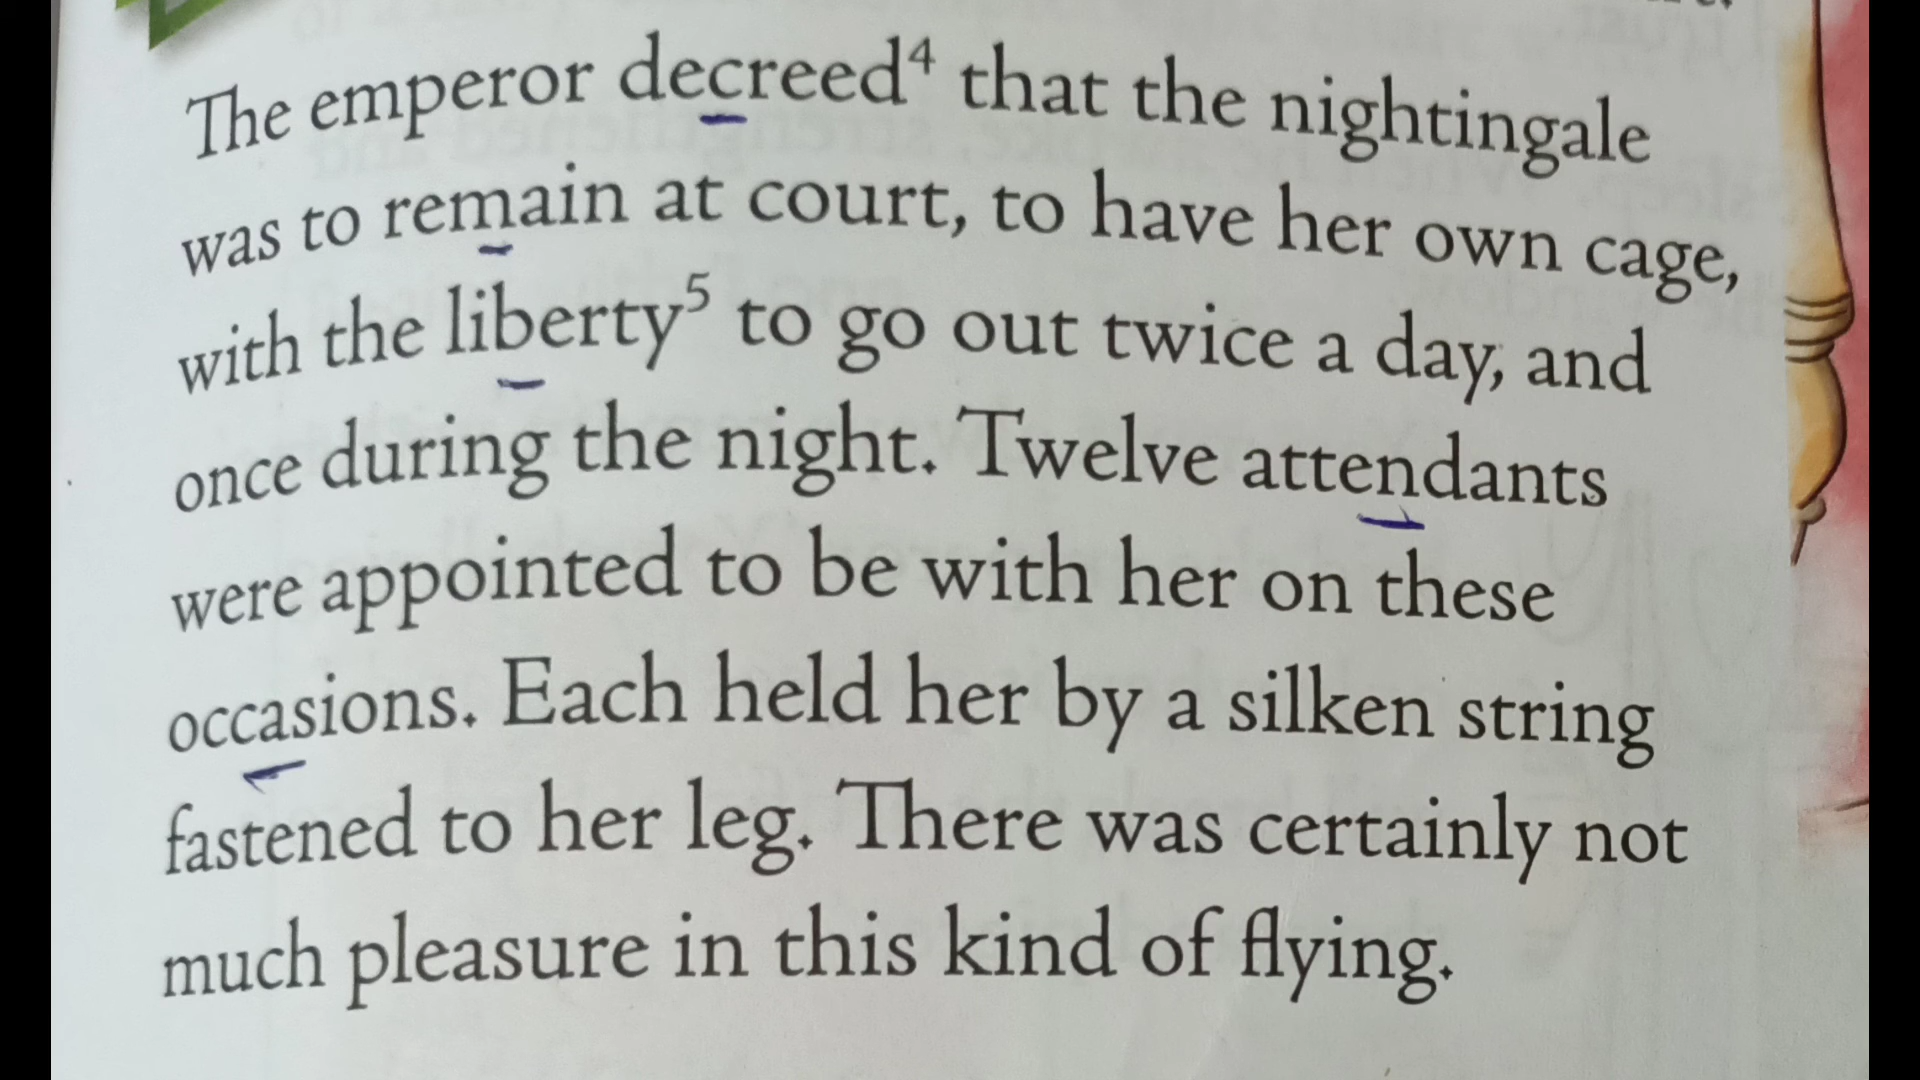 The emperor decreed⁴ that the nightingale
was to remain at court, to have her own cage,
with the liberty⁵ to go out twice a day, and
once during the night. Twelve attendants
were appointed to be with her on these
occasions. Each held her by a silken string
fastened to her leg. There was certainly not
much pleasure in this kind of flying.